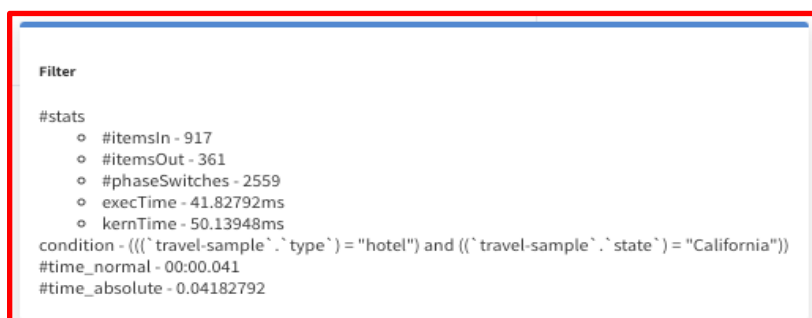 Filter
#stats
#itemsIn - 917
#itemsOut - 361
#phaseSwitches - 2559
execTime - 41.82792ms
kernTime - 50.13948ms
condition - (((`travel-sample`.`type`) = "hotel") and ((`travel-sample`.`state`) = "California"))
#time_normal - 00:00.041
#time_absolute - 0.04182792